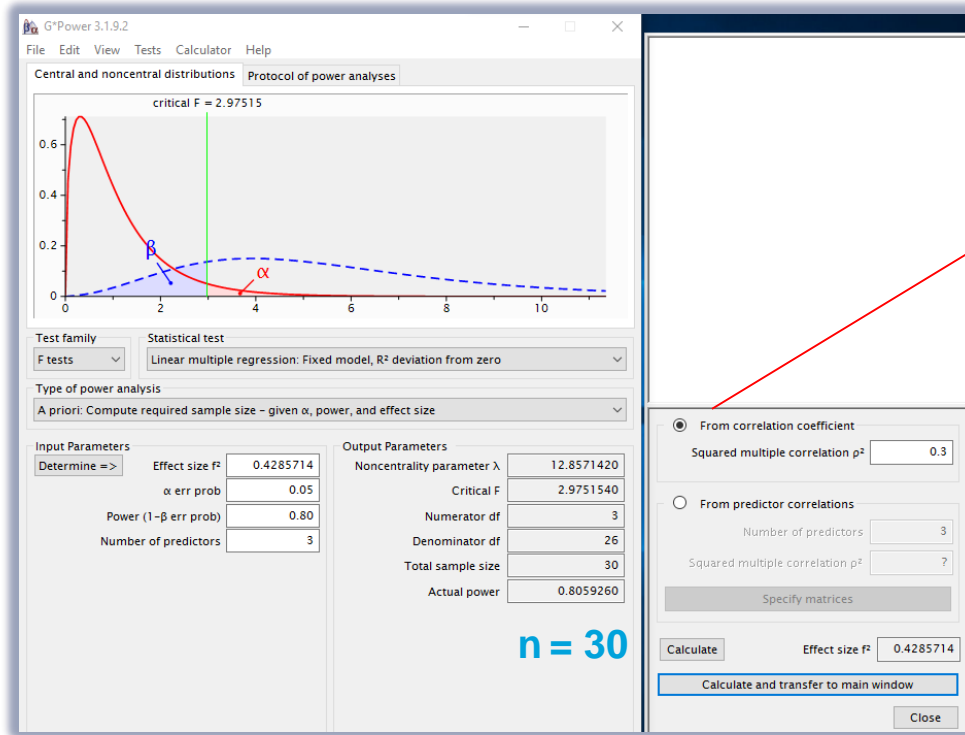 G*Power 3.1.9.2
File Edit View Tests Calculator Help
Central and noncentral distributions Protocol of power analyses
critical F = 2.97515
0.6
0.4
0.2
0
β
α
0 2 4 6 8 10
Test family Statistical test
F tests Linear multiple regression: Fixed model, R² deviation from zero
Type of power analysis
A priori: Compute required sample size – given α, power, and effect size
Input Parameters
Determine => Effect size f² 0.4285714
α err prob 0.05
Power (1-β err prob) 0.80
Number of predictors 3
Output Parameters
Noncentrality parameter λ 12.8571420
Critical F 2.9751540
Numerator df 3
Denominator df 26
Total sample size 30
Actual power 0.8059260
n = 30
From correlation coefficient
Squared multiple correlation ρ² 0.3
From predictor correlations
Number of predictors 3
Squared multiple correlation ρ² ?
Specify matrices
Calculate Effect size f² 0.4285714
Calculate and transfer to main window
Close